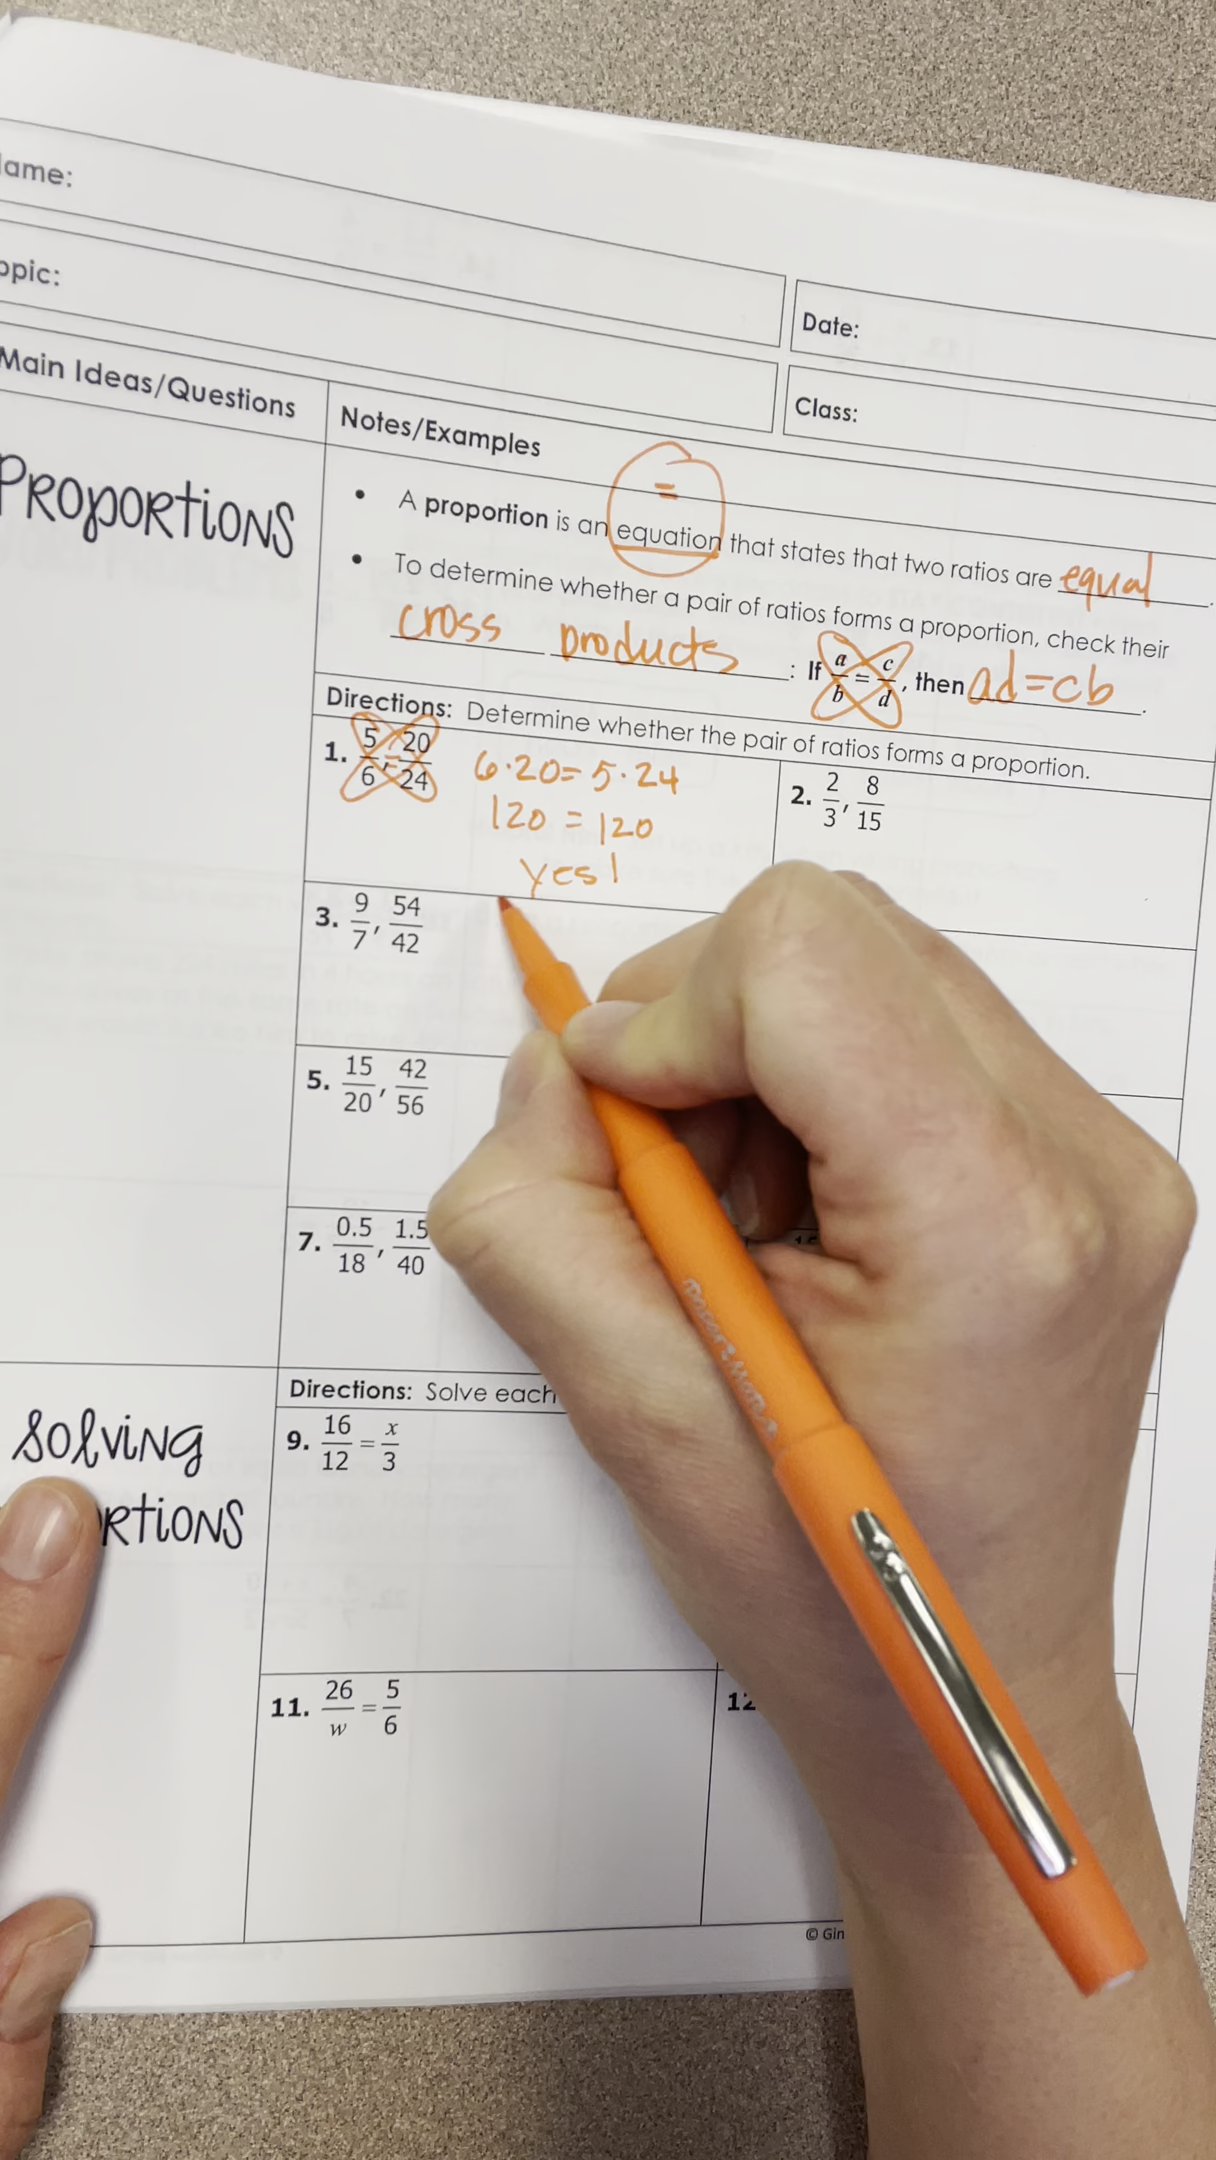 ame:
opic:
Date:
Class:
Main Ideas/Questions
Notes/Examples
PROPORTIONS
=
• A proportion is an equation that states that two ratios are equal.
• To determine whether a pair of ratios forms a proportion, check their
cross products : If a/b = c/d, then ad=cb.
Directions: Determine whether the pair of ratios forms a proportion.
1. 5/6, = 20/24
6·20=5·24
120 = 120
yes!
2. 2/3, 8/15
3. 9/7, 54/42
5. 15/20, 42/56
7. 0.5/18, 1.5/40
Directions: Solve each
solving
RTIONS
9. 16/12 = x/3
11. 26/w = 5/6
12
© Gin